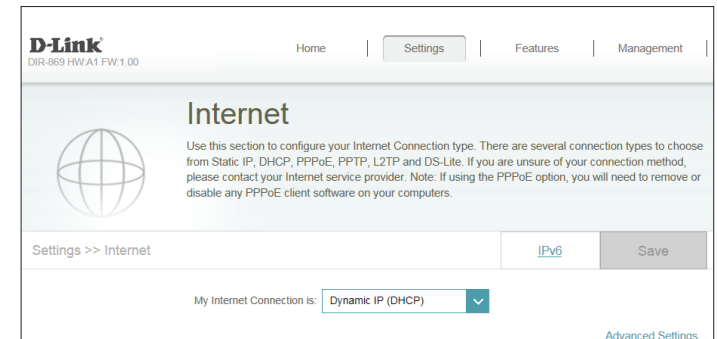 D-Link
DIR-869 HW:A1 FW:1.00
Home
Settings
Features
Management
Internet
Use this section to configure your Internet Connection type. There are several connection types to choose
from Static IP, DHCP, PPPoE, PPTP, L2TP and DS-Lite. If you are unsure of your connection method,
please contact your Internet service provider. Note: If using the PPPoE option, you will need to remove or
disable any PPPoE client software on your computers.
Settings >> Internet
IPv6
Save
My Internet Connection is: Dynamic IP (DHCP)
Advanced Settings